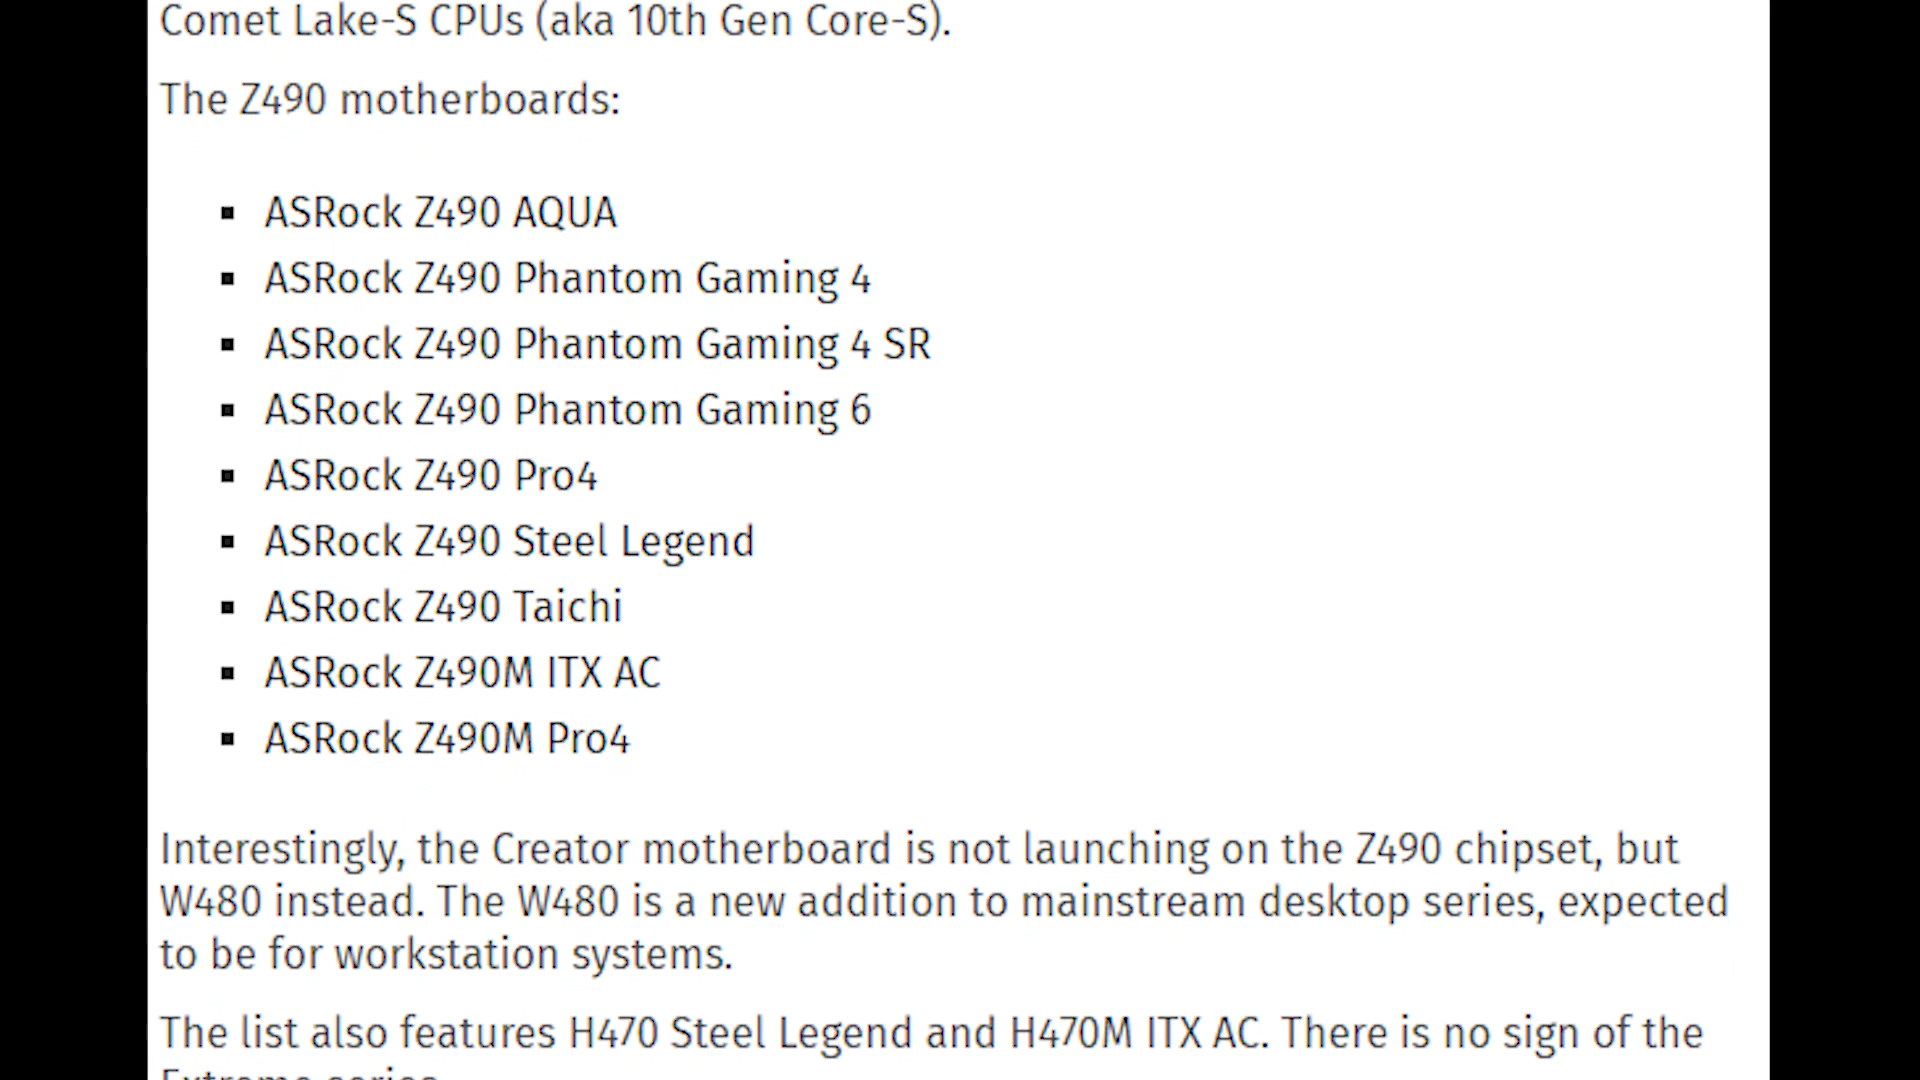 Comet Lake-S CPUs (aka 10th Gen Core-S).
The Z490 motherboards:
▪ ASRock Z490 AQUA
▪ ASRock Z490 Phantom Gaming 4
▪ ASRock Z490 Phantom Gaming 4 SR
▪ ASRock Z490 Phantom Gaming 6
▪ ASRock Z490 Pro4
▪ ASRock Z490 Steel Legend
▪ ASRock Z490 Taichi
▪ ASRock Z490M ITX AC
▪ ASRock Z490M Pro4
Interestingly, the Creator motherboard is not launching on the Z490 chipset, but
W480 instead. The W480 is a new addition to mainstream desktop series, expected
to be for workstation systems.
The list also features H470 Steel Legend and H470M ITX AC. There is no sign of the
Extreme series